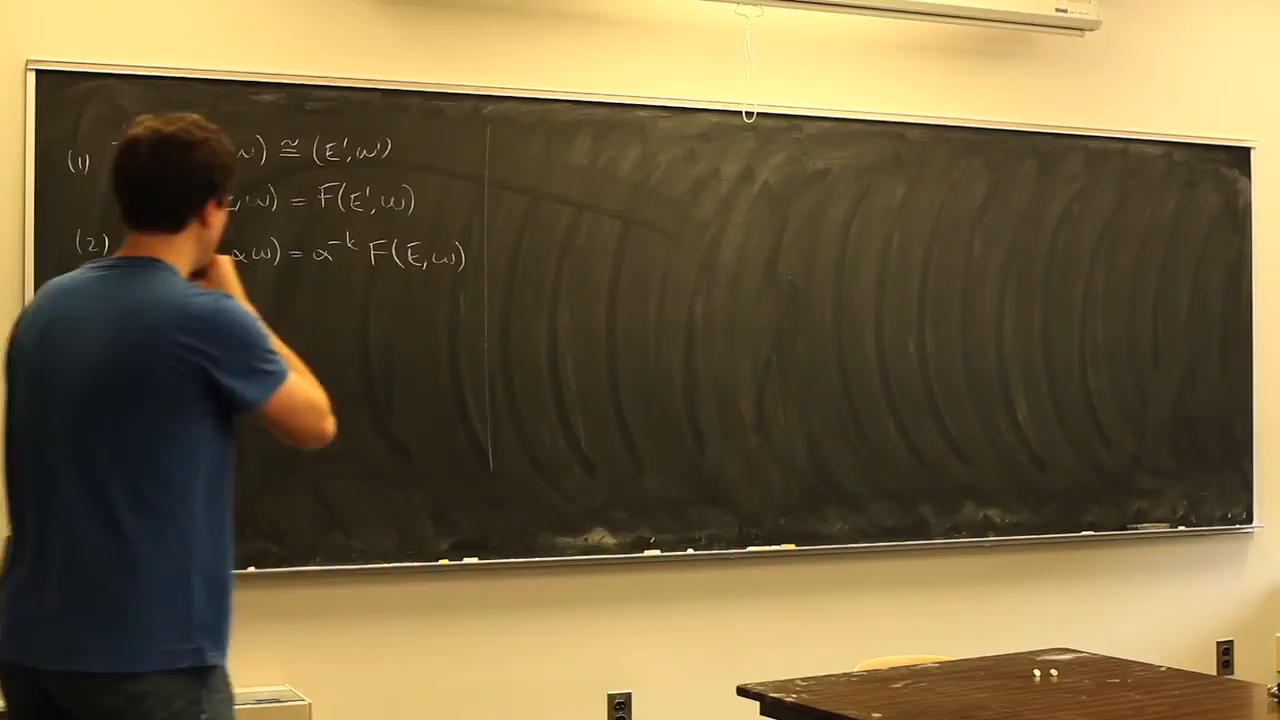 (1) ω) ≅ (E', ω')
E, ω) = F(E', ω)
(2) αω) = α^{-k} F(E, ω)